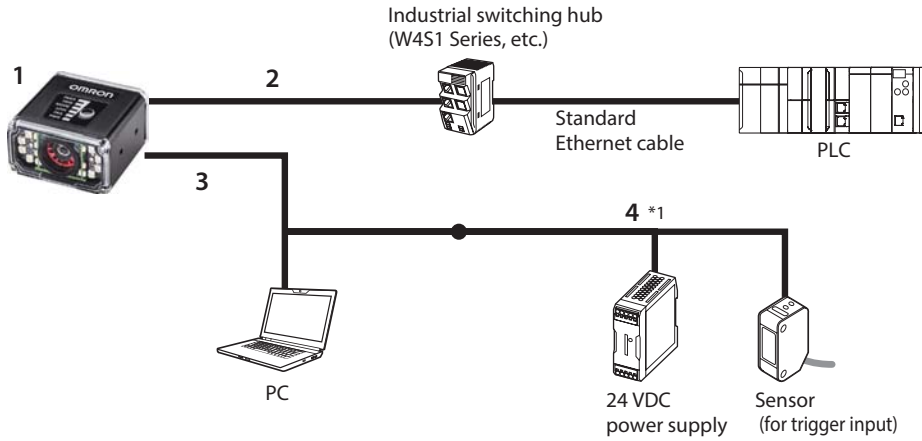 Industrial switching hub
(W4S1 Series, etc.)
1
2
OMRON
Standard
Ethernet cable
PLC
3
4 *1
PC
24 VDC
power supply
Sensor
(for trigger input)